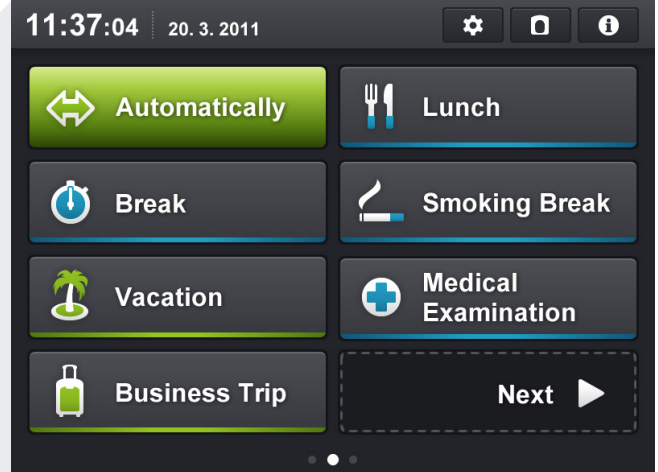 11:37:04 20. 3. 2011
Automatically
Lunch
Break
Smoking Break
Vacation
Medical
Examination
Business Trip
Next